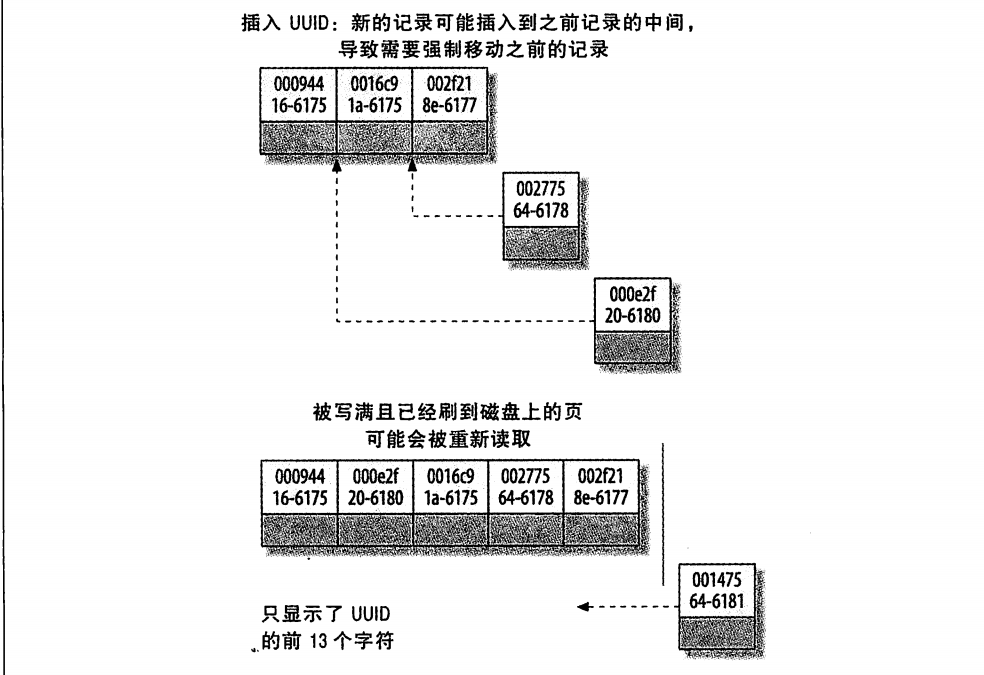 插入 UUID：新的记录可能插入到之前记录的中间，
导致需要强制移动之前的记录
000944 0016c9 002f21
16-6175 1a-6175 8e-6177
002775
64-6178
000e2f
20-6180
被写满且已经刷到磁盘上的页
可能会被重新读取
000944 000e2f 0016c9 002775 002f21
16-6175 20-6180 1a-6175 64-6178 8e-6177
001475
64-6181
只显示了 UUID
的前 13 个字符